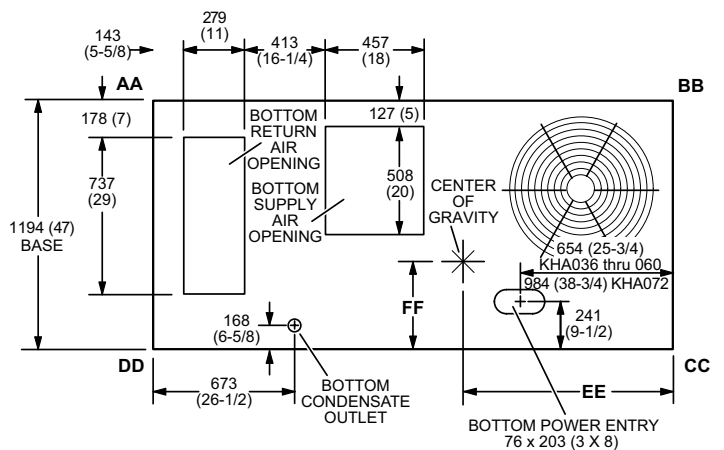 143
(5-5/8)
279
(11)
413
(16-1/4)
457
(18)
AA
BB
178 (7)
127 (5)
BOTTOM
RETURN
AIR
OPENING
737
(29)
1194 (47)
BASE
BOTTOM
SUPPLY
AIR
OPENING
508
(20)
CENTER
OF
GRAVITY
654 (25-3/4)
KHA036 thru 060
984 (38-3/4) KHA072
FF
241
(9-1/2)
168
(6-5/8)
DD
CC
673
(26-1/2)
BOTTOM
CONDENSATE
OUTLET
EE
BOTTOM POWER ENTRY
76 x 203 (3 X 8)